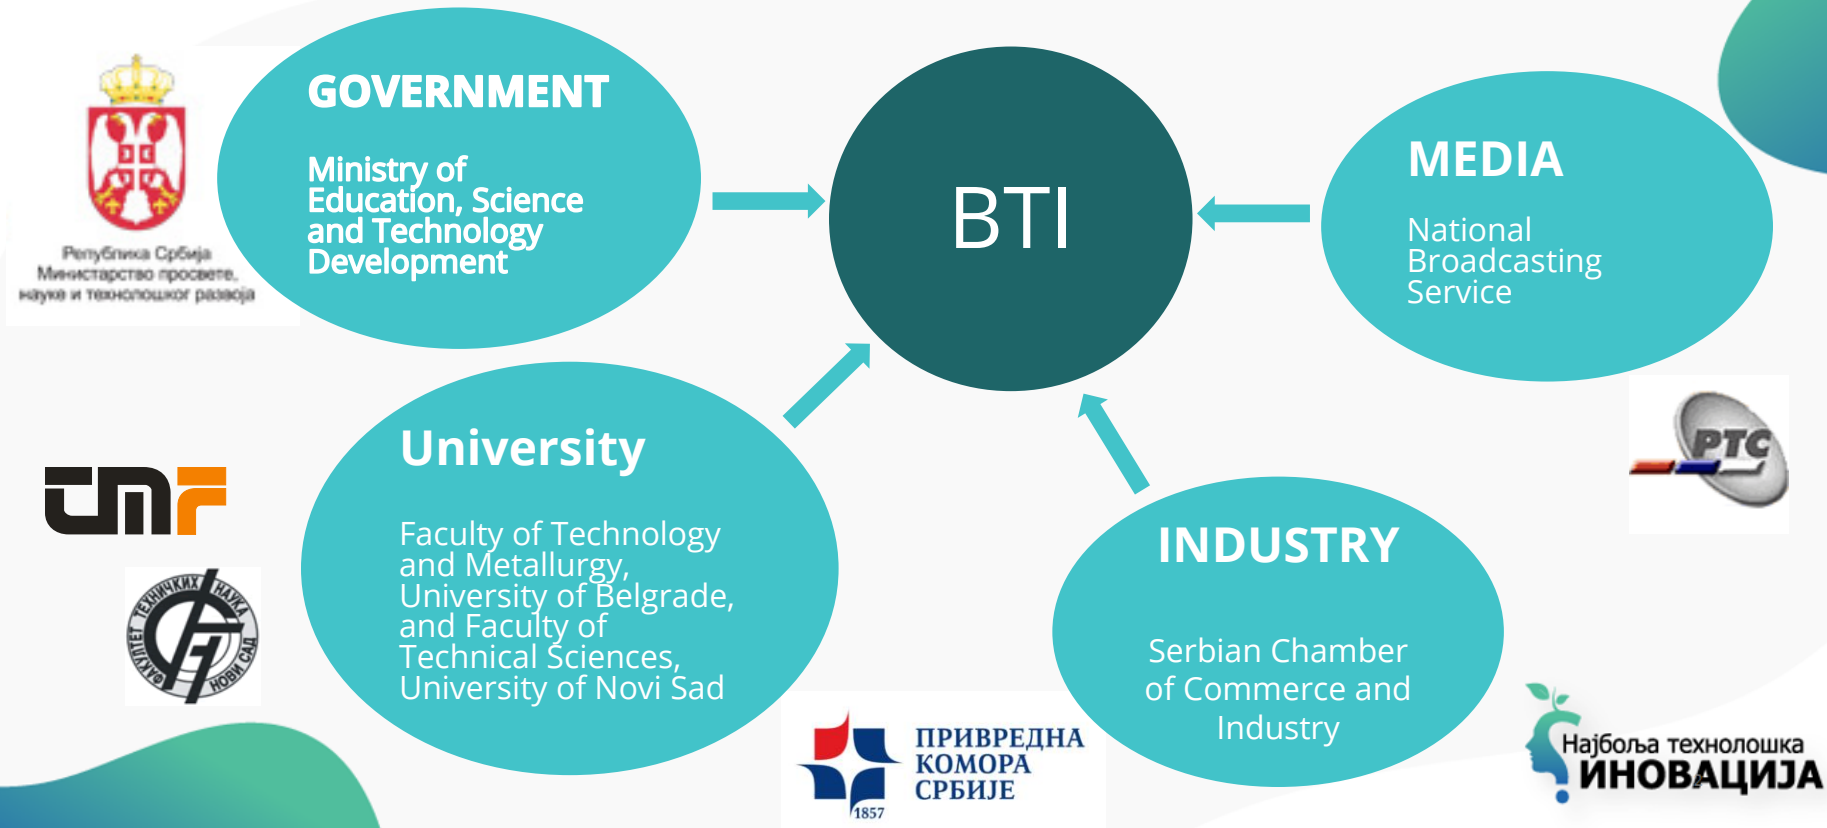 GOVERNMENT
Ministry of
Education, Science
and Technology
Development
Република Србија
Министарство просвете,
науке и технолошког развоја
BTI
MEDIA
National
Broadcasting
Service
РТС
University
Faculty of Technology
and Metallurgy,
University of Belgrade,
and Faculty of
Technical Sciences,
University of Novi Sad
TMF
ФАКУЛТЕТ ТЕХНИЧКИХ НАУКА
НОВИ САД
INDUSTRY
Serbian Chamber
of Commerce and
Industry
ПРИВРЕДНА
КОМОРА
СРБИЈЕ
1857
Најбоља технолошка
ИНОВАЦИЈА